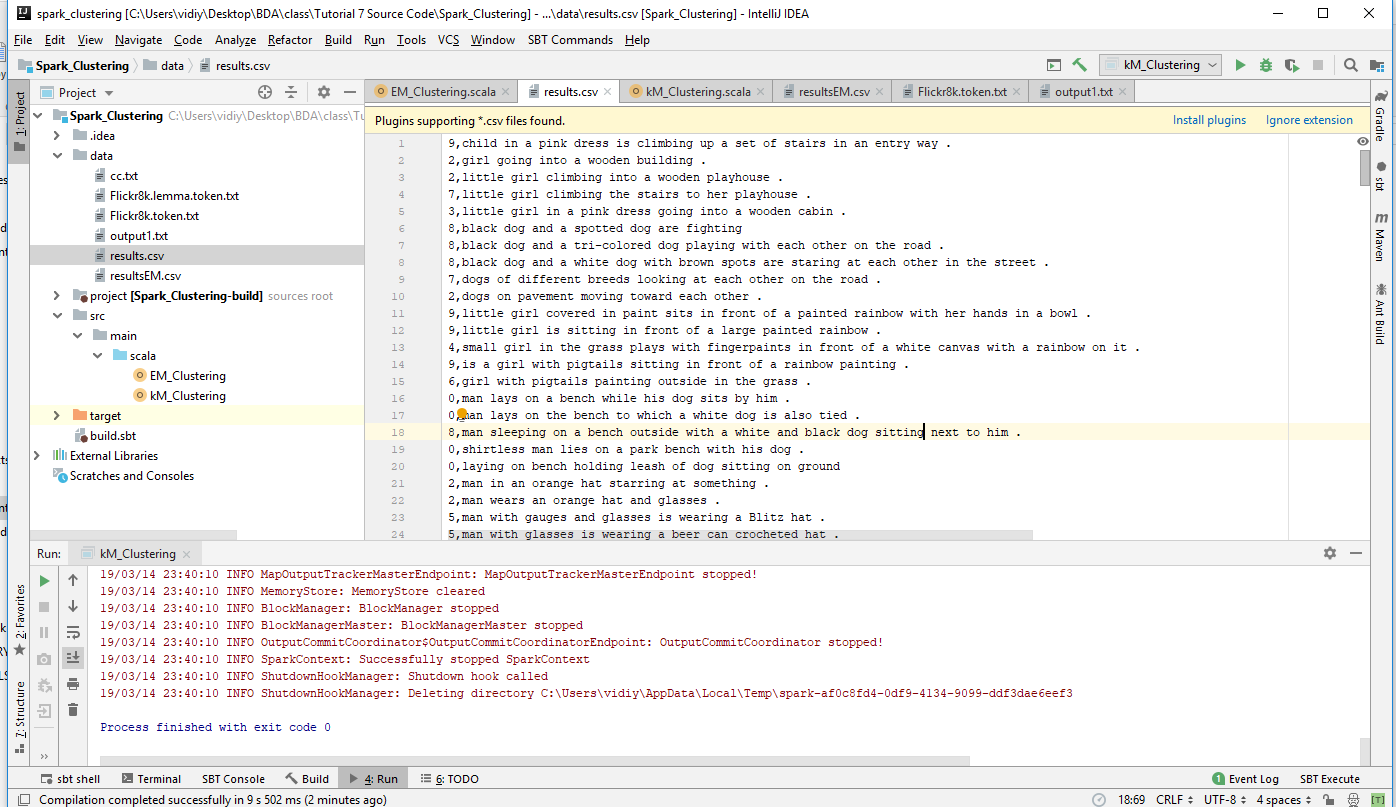 spark_clustering [C:\Users\vidiy\Desktop\BDA\class\Tutorial 7 Source Code\Spark_Clustering] - ...\data\results.csv [Spark_Clustering] - IntelliJ IDEA
File Edit View Navigate Code Analyze Refactor Build Run Tools VCS Window SBT Commands Help
Spark_Clustering data results.csv kM_Clustering
Project EM_Clustering.scala results.csv kM_Clustering.scala resultsEM.csv Flickr8k.token.txt output1.txt
1: Project
Spark_Clustering C:\Users\vidiy\Desktop\BDA\class\Tu
.idea
data
cc.txt
Flickr8k.lemma.token.txt
Flickr8k.token.txt
output1.txt
results.csv
resultsEM.csv
project [Spark_Clustering-build] sources root
src
main
scala
EM_Clustering
kM_Clustering
target
build.sbt
External Libraries
Scratches and Consoles
Plugins supporting *.csv files found. Install plugins Ignore extension
1 9,child in a pink dress is climbing up a set of stairs in an entry way .
2 2,girl going into a wooden building .
3 2,little girl climbing into a wooden playhouse .
4 7,little girl climbing the stairs to her playhouse .
5 3,little girl in a pink dress going into a wooden cabin .
6 8,black dog and a spotted dog are fighting
7 8,black dog and a tri-colored dog playing with each other on the road .
8 8,black dog and a white dog with brown spots are staring at each other in the street .
9 7,dogs of different breeds looking at each other on the road .
10 2,dogs on pavement moving toward each other .
11 9,little girl covered in paint sits in front of a painted rainbow with her hands in a bowl .
12 9,little girl is sitting in front of a large painted rainbow .
13 4,small girl in the grass plays with fingerpaints in front of a white canvas with a rainbow on it .
14 9,is a girl with pigtails sitting in front of a rainbow painting .
15 6,girl with pigtails painting outside in the grass .
16 0,man lays on a bench while his dog sits by him .
17 0,man lays on the bench to which a white dog is also tied .
18 8,man sleeping on a bench outside with a white and black dog sitting next to him .
19 0,shirtless man lies on a park bench with his dog .
20 0,laying on bench holding leash of dog sitting on ground
21 2,man in an orange hat starring at something .
22 2,man wears an orange hat and glasses .
23 5,man with gauges and glasses is wearing a Blitz hat .
24 5,man with glasses is wearing a beer can crocheted hat .
Gradle
sbt
Maven
Ant Build
Run: kM_Clustering
19/03/14 23:40:10 INFO MapOutputTrackerMasterEndpoint: MapOutputTrackerMasterEndpoint stopped!
19/03/14 23:40:10 INFO MemoryStore: MemoryStore cleared
19/03/14 23:40:10 INFO BlockManager: BlockManager stopped
19/03/14 23:40:10 INFO BlockManagerMaster: BlockManagerMaster stopped
19/03/14 23:40:10 INFO OutputCommitCoordinator$OutputCommitCoordinatorEndpoint: OutputCommitCoordinator stopped!
19/03/14 23:40:10 INFO SparkContext: Successfully stopped SparkContext
19/03/14 23:40:10 INFO ShutdownHookManager: Shutdown hook called
19/03/14 23:40:10 INFO ShutdownHookManager: Deleting directory C:\Users\vidiy\AppData\Local\Temp\spark-af0c8fd4-0df9-4134-9099-ddf3dae6eef3
Process finished with exit code 0
2: Favorites
7: Structure
sbt shell Terminal SBT Console Build 4: Run 6: TODO 1 Event Log SBT Execute
Compilation completed successfully in 9 s 502 ms (2 minutes ago) 18:69 CRLF UTF-8 4 spaces [T]